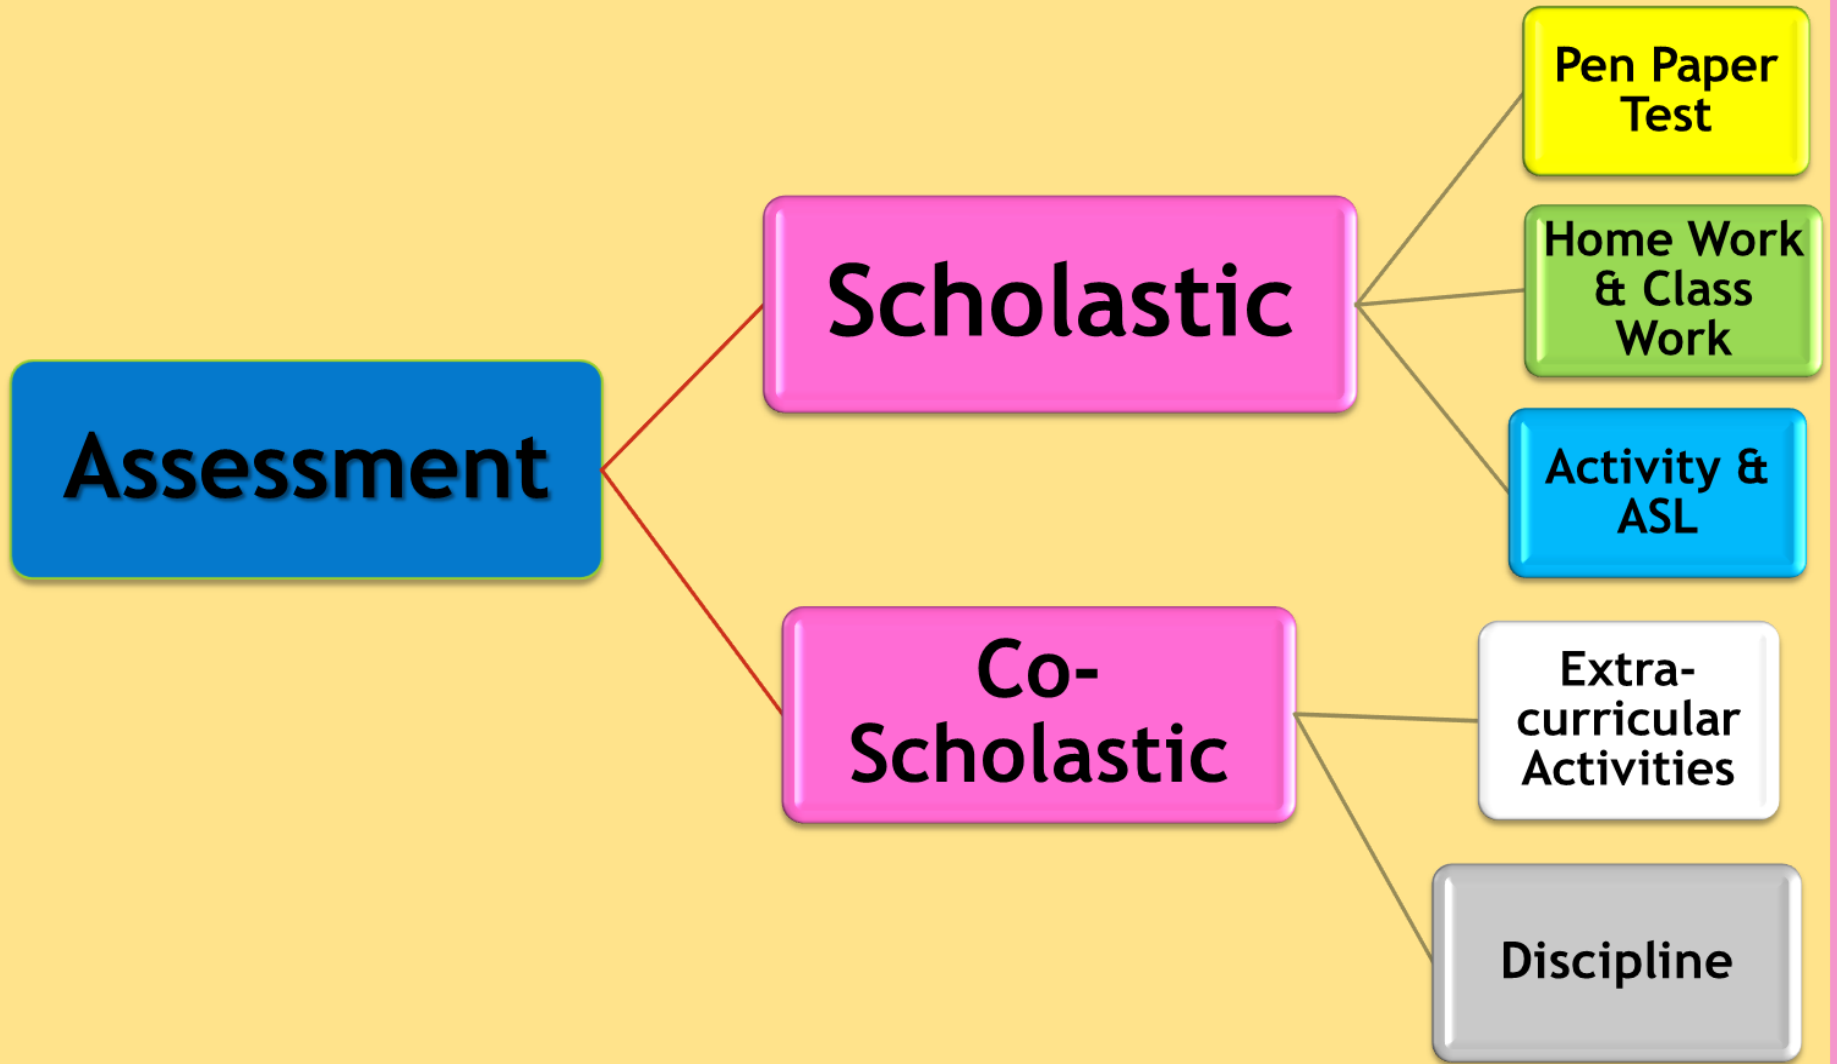 Assessment
Scholastic
Pen Paper
Test
Home Work
& Class
Work
Activity &
ASL
Co-
Scholastic
Extra-
curricular
Activities
Discipline